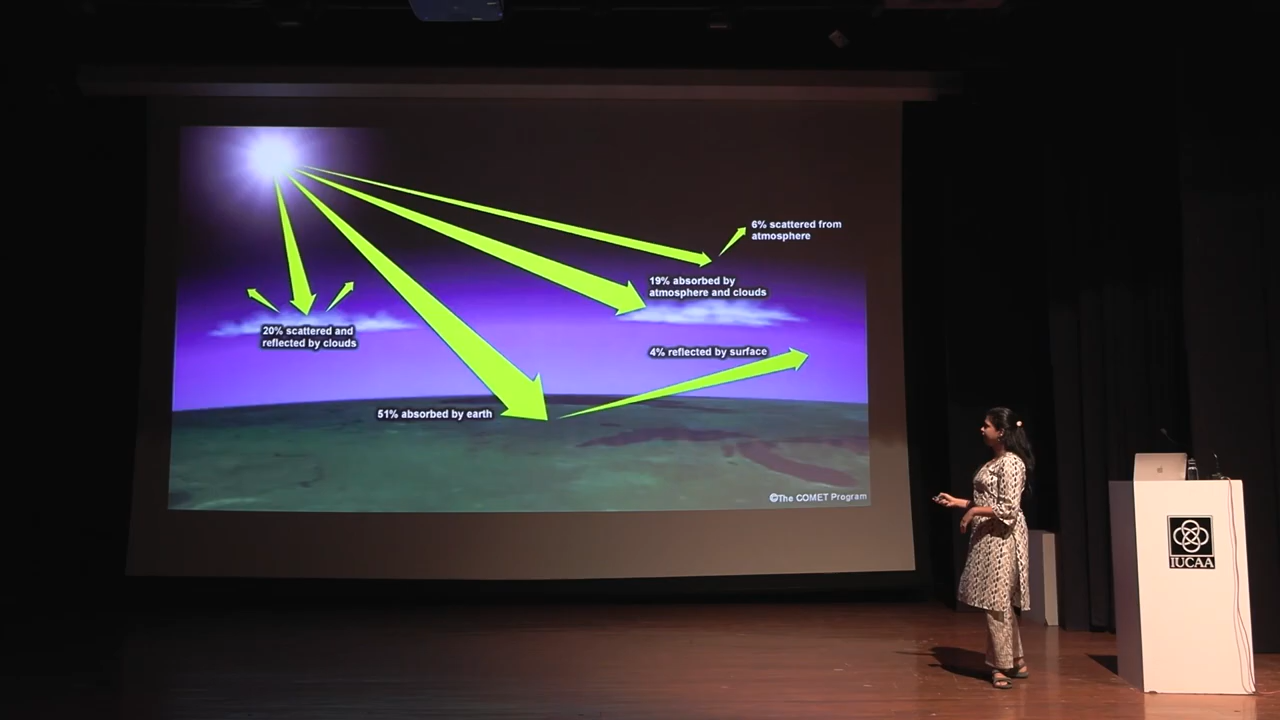 6% scattered from
atmosphere
19% absorbed by
atmosphere and clouds
20% scattered and
reflected by clouds
4% reflected by surface
51% absorbed by earth
©The COMET Program
IUCAA